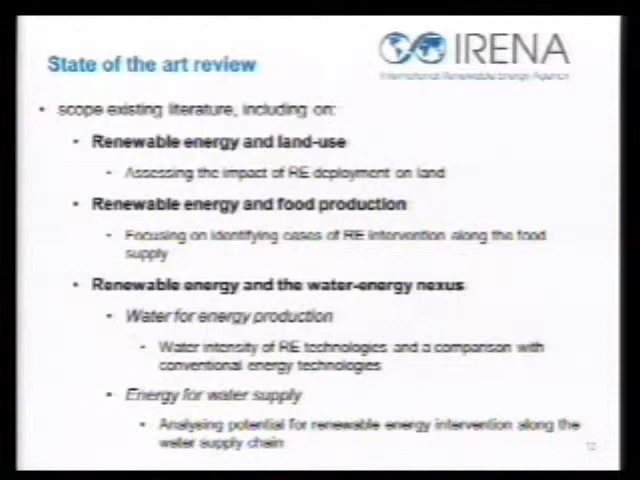 IRENA
International Renewable Energy Agency
State of the art review
• scope existing literature, including on:
• Renewable energy and land-use
• Assessing the impact of RE deployment on land
• Renewable energy and food production
• Focusing on identifying cases of RE intervention along the food
supply
• Renewable energy and the water-energy nexus
• Water for energy production
• Water intensity of RE technologies and a comparison with
conventional energy technologies
• Energy for water supply
• Analysing potential for renewable energy intervention along the
water supply chain
12